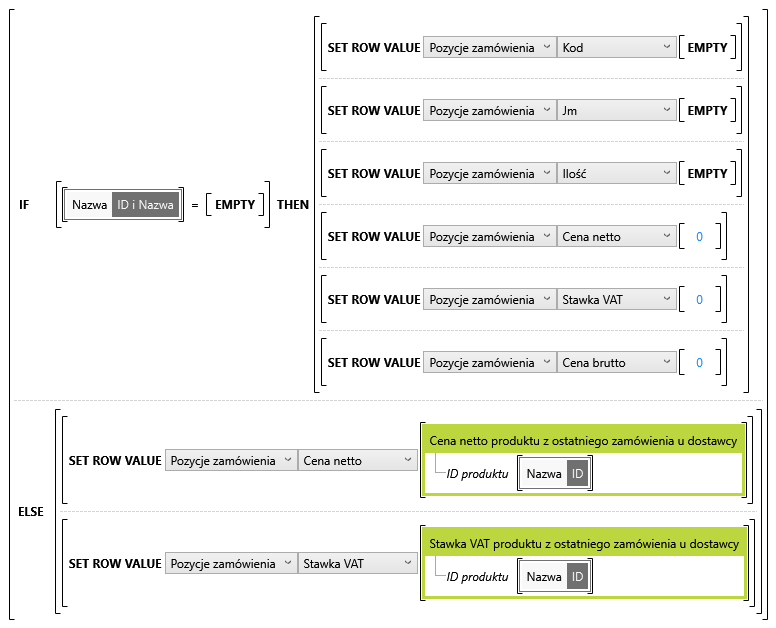 SET ROW VALUE Pozycje zamówienia Kod EMPTY
SET ROW VALUE Pozycje zamówienia Jm EMPTY
SET ROW VALUE Pozycje zamówienia Ilość EMPTY
IF Nazwa ID i Nazwa = EMPTY THEN
SET ROW VALUE Pozycje zamówienia Cena netto 0
SET ROW VALUE Pozycje zamówienia Stawka VAT 0
SET ROW VALUE Pozycje zamówienia Cena brutto 0
ELSE
SET ROW VALUE Pozycje zamówienia Cena netto
Cena netto produktu z ostatniego zamówienia u dostawcy
ID produktu Nazwa ID
SET ROW VALUE Pozycje zamówienia Stawka VAT
Stawka VAT produktu z ostatniego zamówienia u dostawcy
ID produktu Nazwa ID